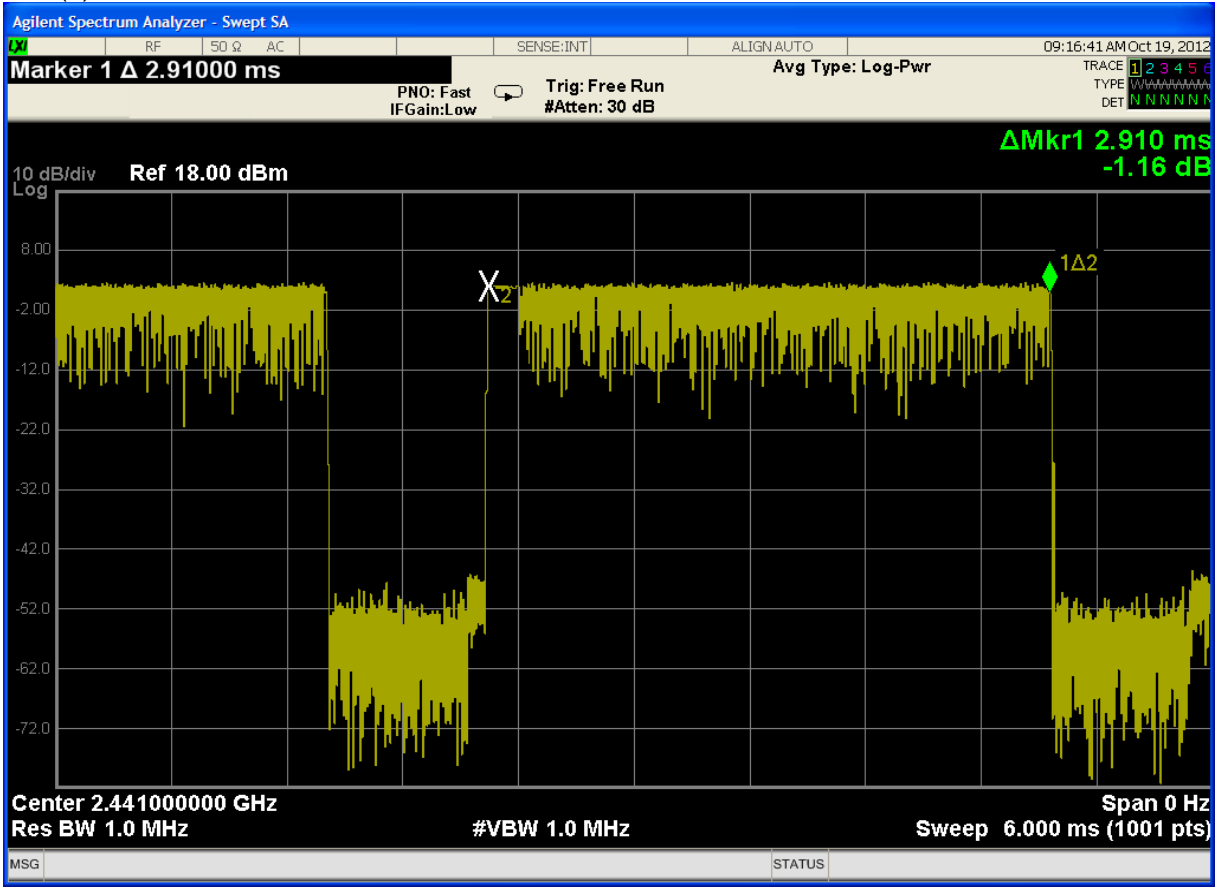 Agilent Spectrum Analyzer - Swept SA
LXI RF 50 Ω AC SENSE:INT ALIGN AUTO 09:16:41 AM Oct 19, 2012
Marker 1 Δ 2.91000 ms
PNO: Fast
IFGain:Low
Trig: Free Run
#Atten: 30 dB
Avg Type: Log-Pwr
TRACE 1 2 3 4 5 6
TYPE
DET N N N N N N
ΔMkr1 2.910 ms
-1.16 dB
10 dB/div Ref 18.00 dBm
Log
8.00
1Δ2
2
-2.00
-12.0
-22.0
-32.0
-42.0
-52.0
-62.0
-72.0
Center 2.441000000 GHz Span 0 Hz
Res BW 1.0 MHz #VBW 1.0 MHz Sweep 6.000 ms (1001 pts)
MSG STATUS